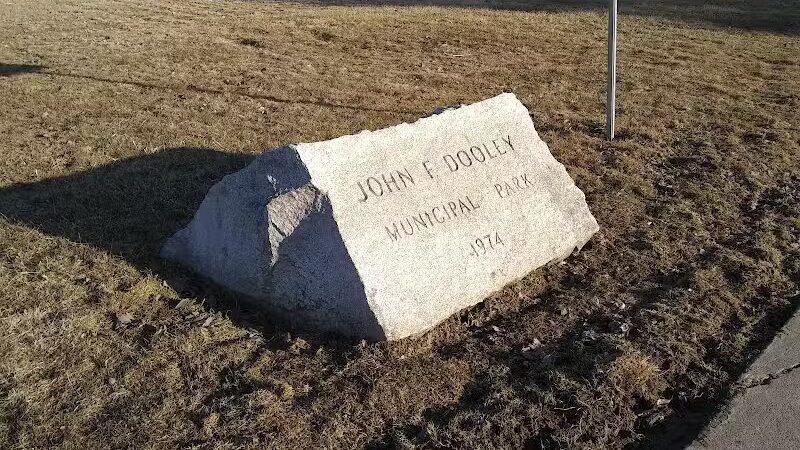 JOHN F DOOLEY
MUNICIPAL PARK
1974